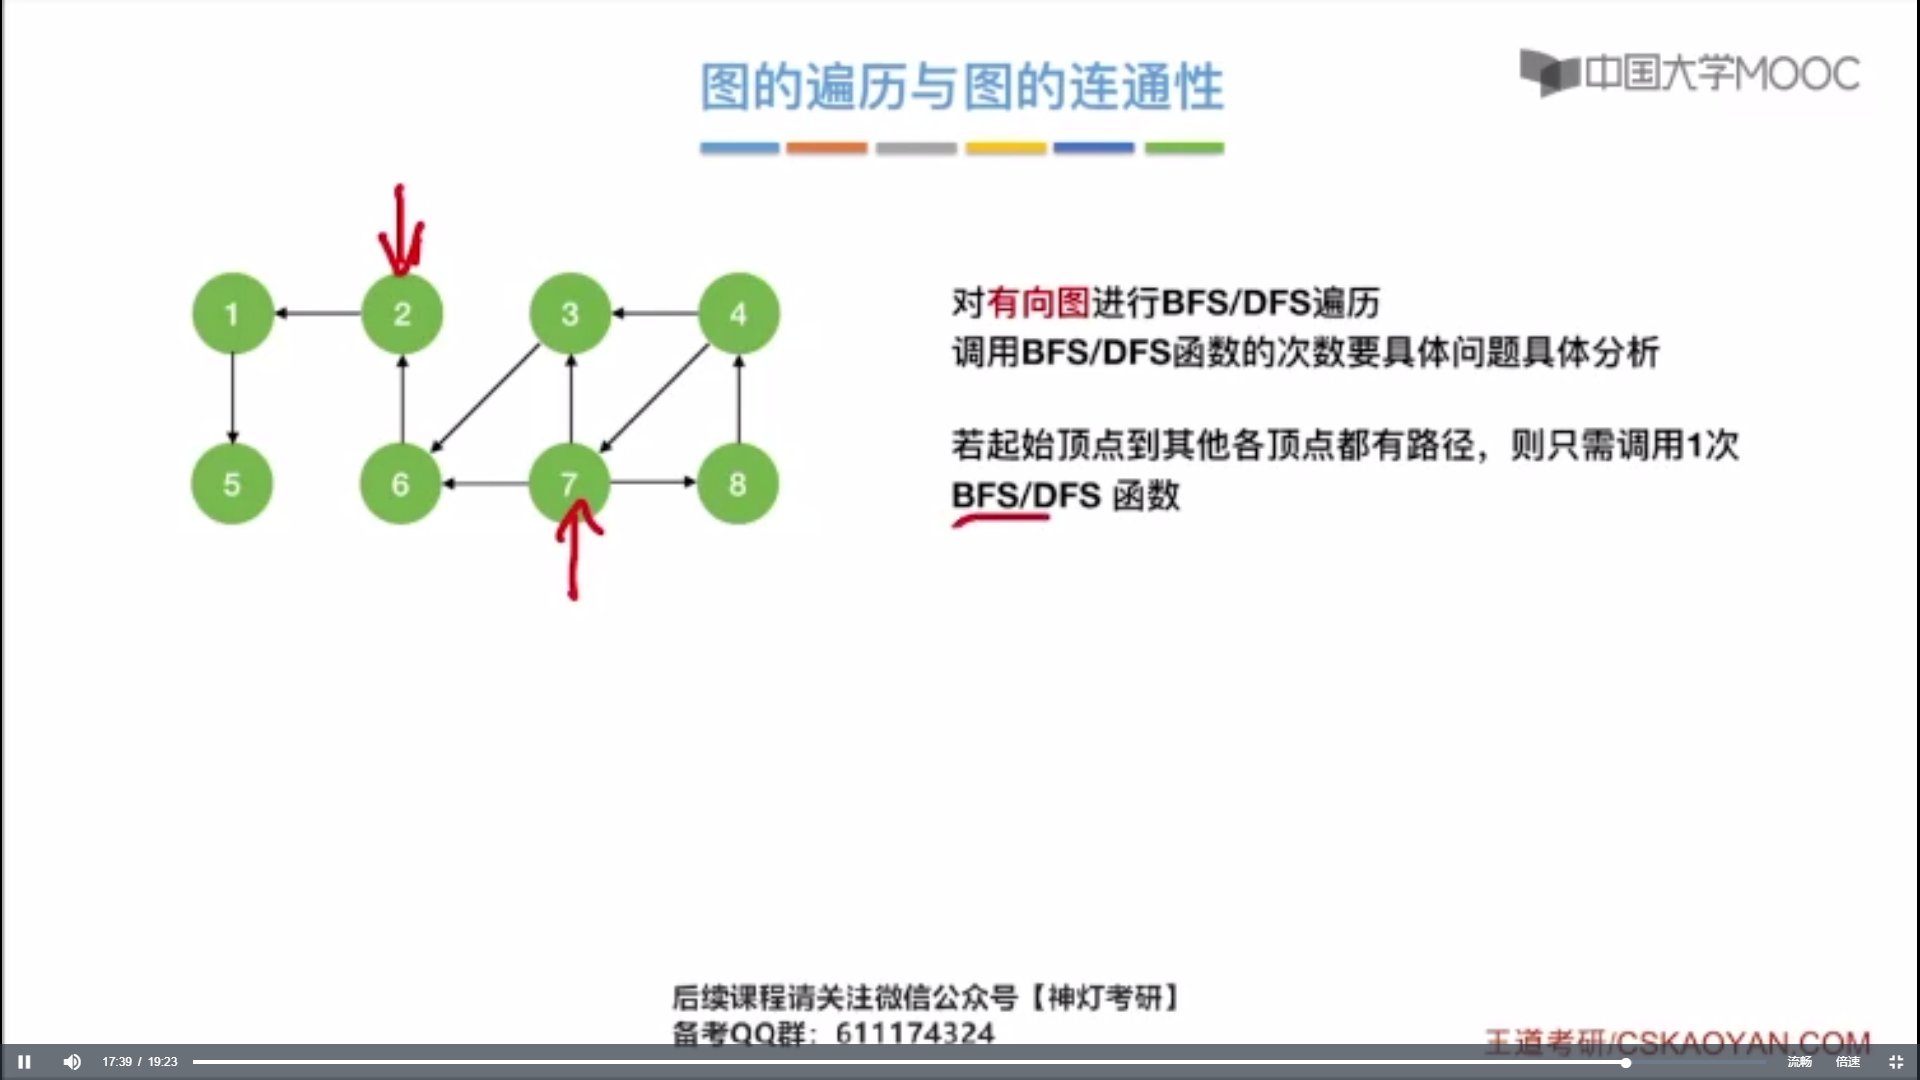 图的遍历与图的连通性
中国大学MOOC
1
2
3
4
5
6
7
8
对有向图进行BFS/DFS遍历
调用BFS/DFS函数的次数要具体问题具体分析
若起始顶点到其他各顶点都有路径，则只需调用1次
BFS/DFS 函数
后续课程请关注微信公众号【神灯考研】
备考QQ群：611174324
王道考研/CSKAOYAN.COM
17:39 / 19:23
流畅
倍速